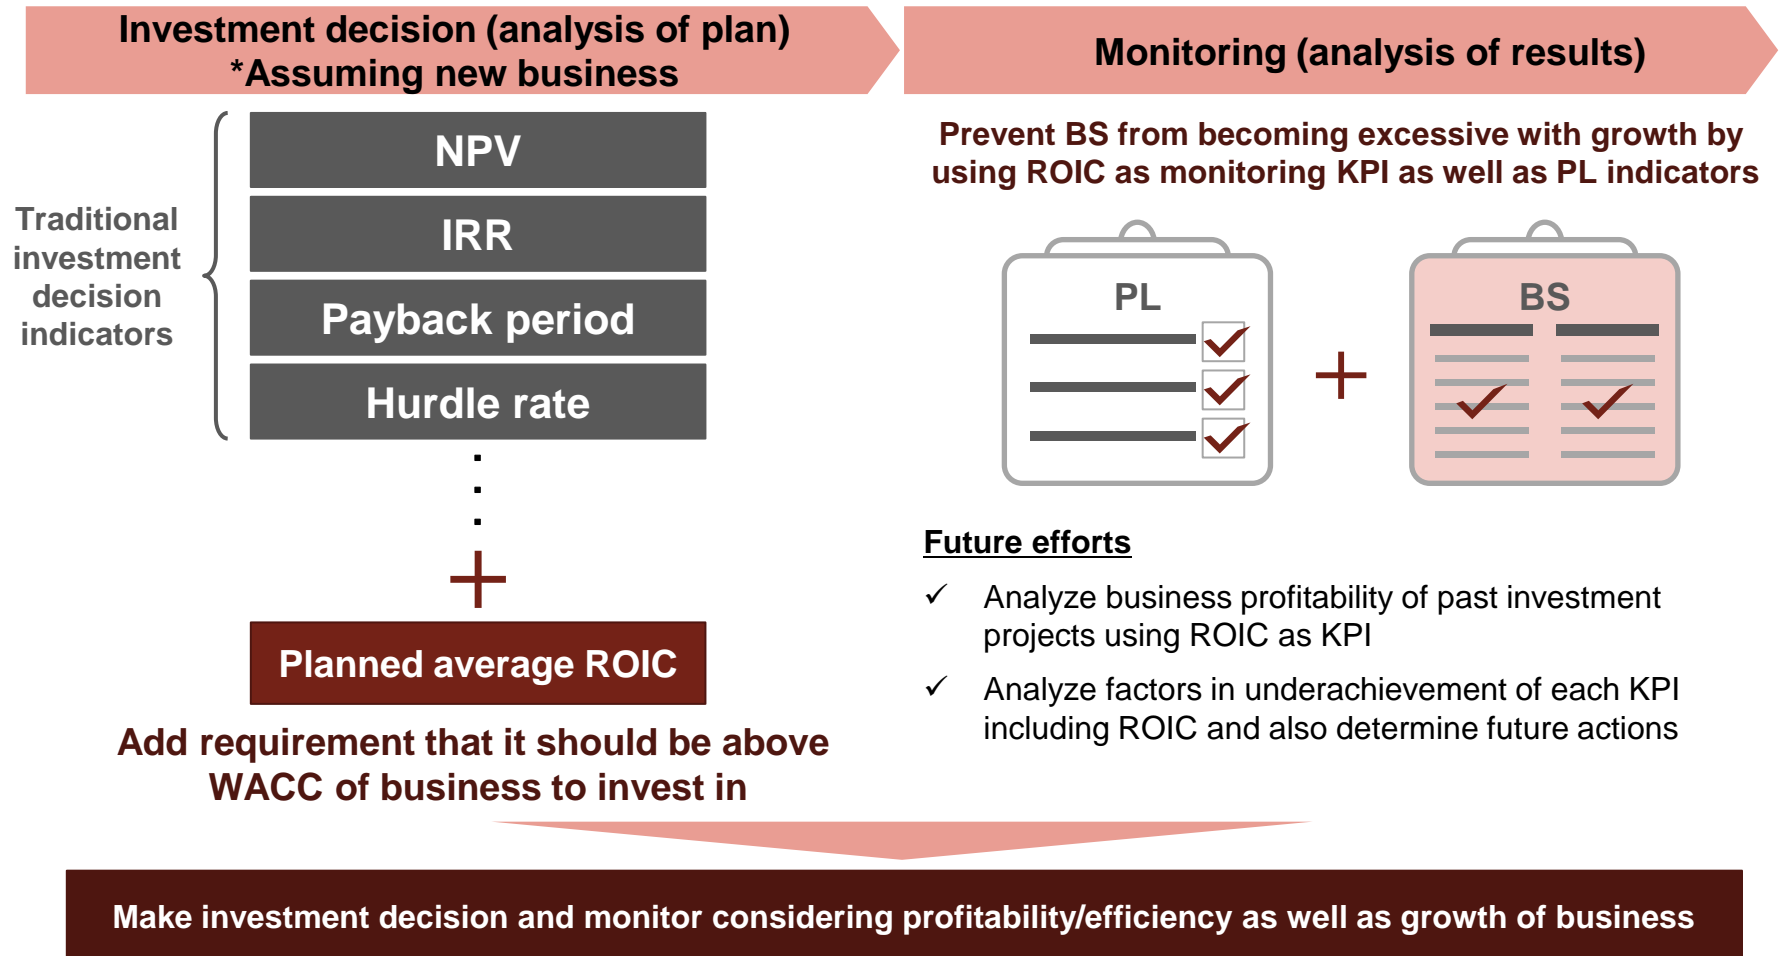 Investment decision (analysis of plan)
*Assuming new business
Monitoring (analysis of results)
Traditional
investment
decision
indicators
NPV
IRR
Payback period
Hurdle rate
Planned average ROIC
Add requirement that it should be above
WACC of business to invest in
Prevent BS from becoming excessive with growth by
using ROIC as monitoring KPI as well as PL indicators
PL
BS
Future efforts
✓ Analyze business profitability of past investment
projects using ROIC as KPI
✓ Analyze factors in underachievement of each KPI
including ROIC and also determine future actions
Make investment decision and monitor considering profitability/efficiency as well as growth of business